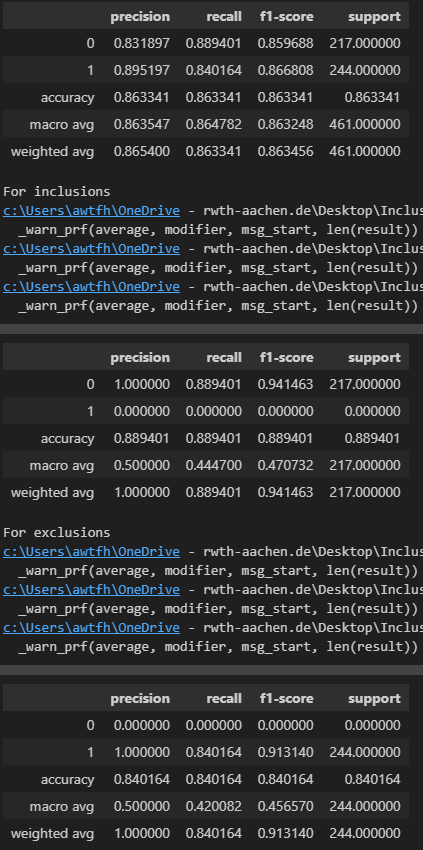 precision recall f1-score support
0 0.831897 0.889401 0.859688 217.000000
1 0.895197 0.840164 0.866808 244.000000
accuracy 0.863341 0.863341 0.863341 0.863341
macro avg 0.863547 0.864782 0.863248 461.000000
weighted avg 0.865400 0.863341 0.863456 461.000000
For inclusions
c:\Users\awtfh\OneDrive - rwth-aachen.de\Desktop\Inclus
_warn_prf(average, modifier, msg_start, len(result))
c:\Users\awtfh\OneDrive - rwth-aachen.de\Desktop\Inclus
_warn_prf(average, modifier, msg_start, len(result))
c:\Users\awtfh\OneDrive - rwth-aachen.de\Desktop\Inclus
_warn_prf(average, modifier, msg_start, len(result))
precision recall f1-score support
0 1.000000 0.889401 0.941463 217.000000
1 0.000000 0.000000 0.000000 0.000000
accuracy 0.889401 0.889401 0.889401 0.889401
macro avg 0.500000 0.444700 0.470732 217.000000
weighted avg 1.000000 0.889401 0.941463 217.000000
For exclusions
c:\Users\awtfh\OneDrive - rwth-aachen.de\Desktop\Inclus
_warn_prf(average, modifier, msg_start, len(result))
c:\Users\awtfh\OneDrive - rwth-aachen.de\Desktop\Inclus
_warn_prf(average, modifier, msg_start, len(result))
c:\Users\awtfh\OneDrive - rwth-aachen.de\Desktop\Inclus
_warn_prf(average, modifier, msg_start, len(result))
precision recall f1-score support
0 0.000000 0.000000 0.000000 0.000000
1 1.000000 0.840164 0.913140 244.000000
accuracy 0.840164 0.840164 0.840164 0.840164
macro avg 0.500000 0.420082 0.456570 244.000000
weighted avg 1.000000 0.840164 0.913140 244.000000